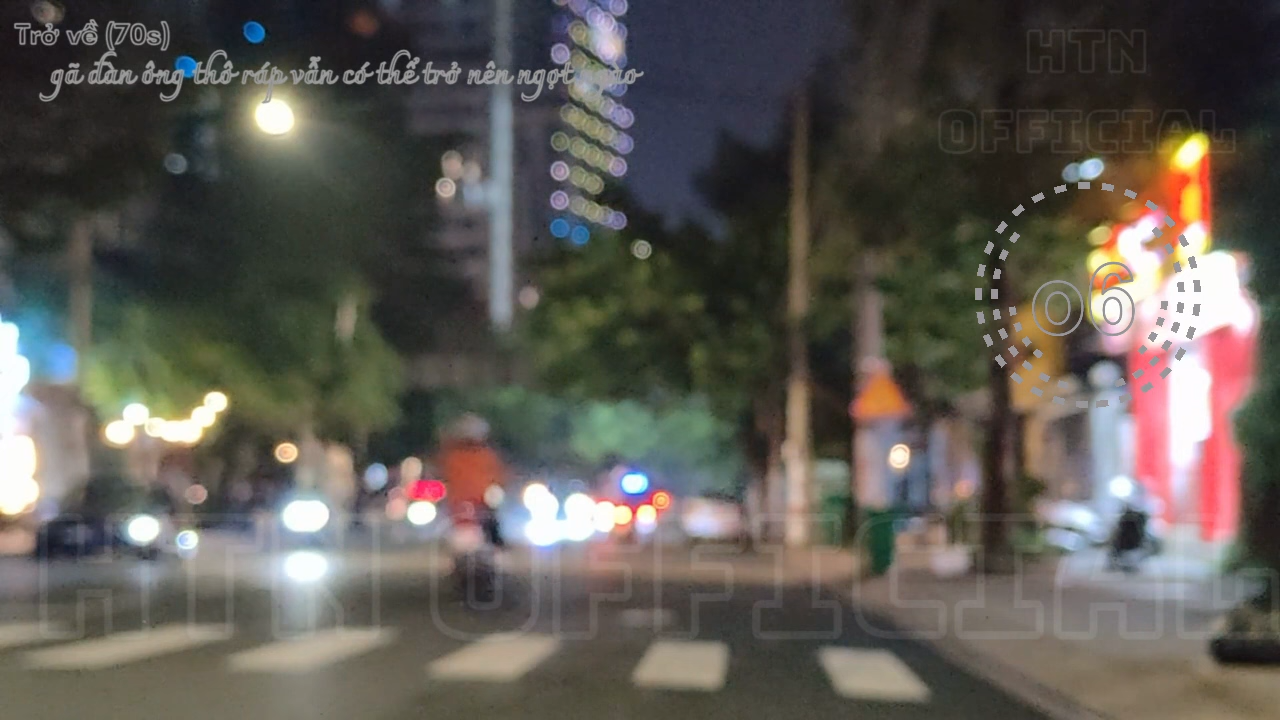 Trở về (70s)
gã đàn ông thô ráp vẫn có thể trở nên ngọt ngào
HTN
OFFICIAL
06
HTN OFFICIAL